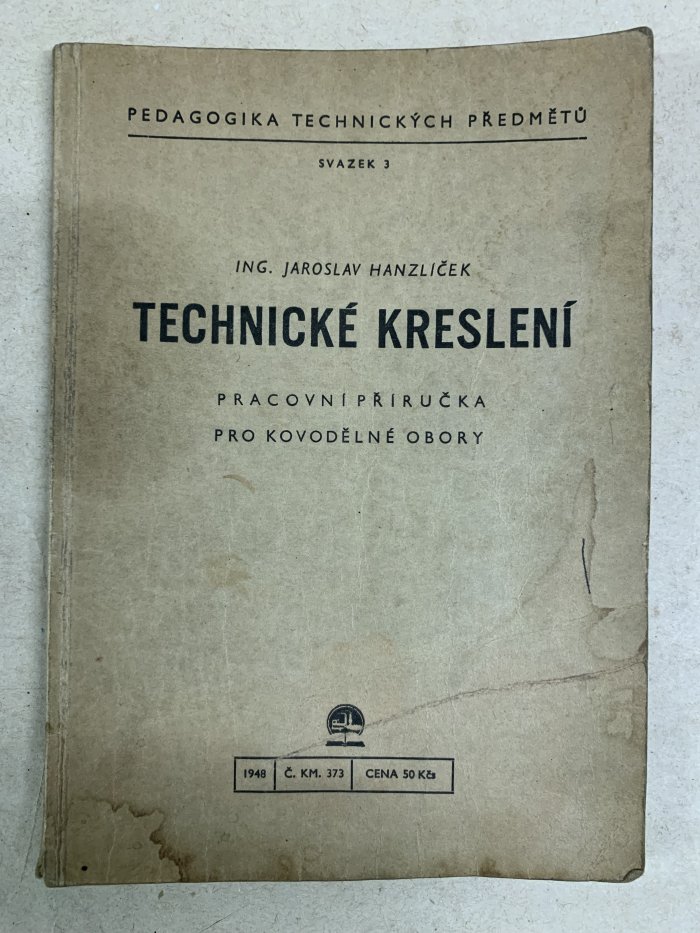 PEDAGOGIKA TECHNICKÝCH PŘEDMĚTŮ
SVAZEK 3
ING. JAROSLAV HANZLÍČEK
TECHNICKÉ KRESLENÍ
PRACOVNÍ PŘÍRUČKA
PRO KOVODĚLNÉ OBORY
1948 Č. KM. 373 CENA 50 Kčs